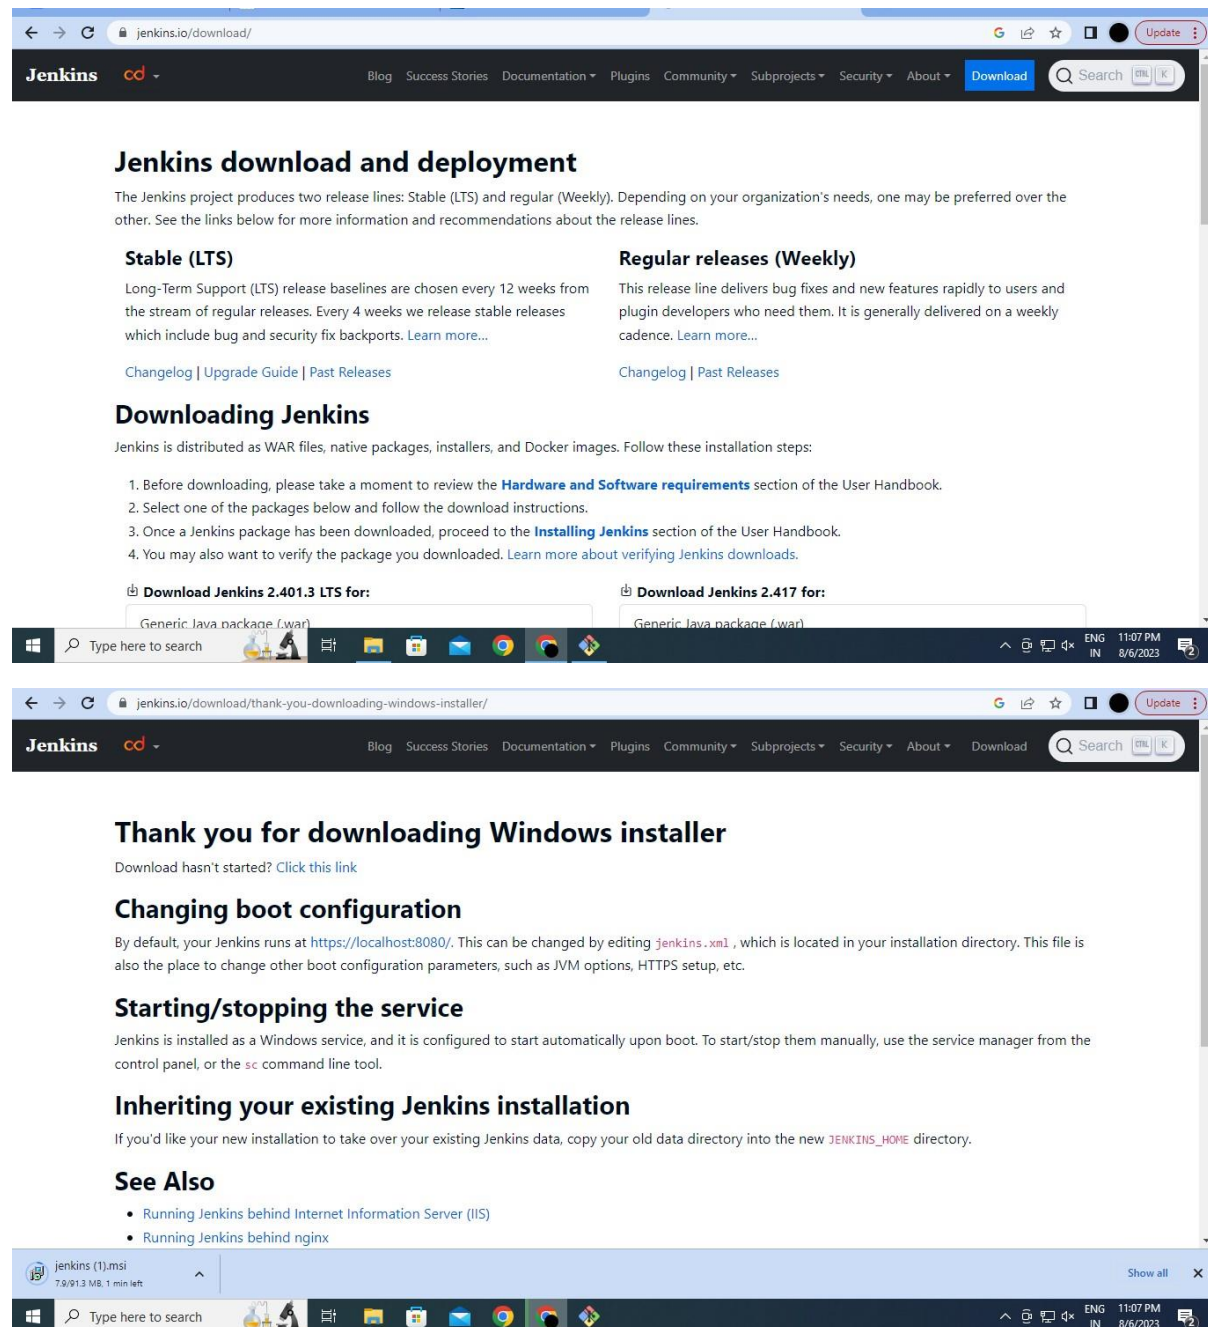 jenkins.io/download/
Update
Jenkins cd Blog Success Stories Documentation Plugins Community Subprojects Security About Download Search CTRL K
Jenkins download and deployment
The Jenkins project produces two release lines: Stable (LTS) and regular (Weekly). Depending on your organization's needs, one may be preferred over the
other. See the links below for more information and recommendations about the release lines.
Stable (LTS)
Long-Term Support (LTS) release baselines are chosen every 12 weeks from
the stream of regular releases. Every 4 weeks we release stable releases
which include bug and security fix backports. Learn more...
Changelog | Upgrade Guide | Past Releases
Regular releases (Weekly)
This release line delivers bug fixes and new features rapidly to users and
plugin developers who need them. It is generally delivered on a weekly
cadence. Learn more...
Changelog | Past Releases
Downloading Jenkins
Jenkins is distributed as WAR files, native packages, installers, and Docker images. Follow these installation steps:
1. Before downloading, please take a moment to review the Hardware and Software requirements section of the User Handbook.
2. Select one of the packages below and follow the download instructions.
3. Once a Jenkins package has been downloaded, proceed to the Installing Jenkins section of the User Handbook.
4. You may also want to verify the package you downloaded. Learn more about verifying Jenkins downloads.
Download Jenkins 2.401.3 LTS for:
Generic Java package (.war)
Download Jenkins 2.417 for:
Generic Java package (.war)
Type here to search
ENG
IN
11:07 PM
8/6/2023
2
jenkins.io/download/thank-you-downloading-windows-installer/
Update
Jenkins cd Blog Success Stories Documentation Plugins Community Subprojects Security About Download Search CTRL K
Thank you for downloading Windows installer
Download hasn't started? Click this link
Changing boot configuration
By default, your Jenkins runs at https://localhost:8080/. This can be changed by editing jenkins.xml , which is located in your installation directory. This file is
also the place to change other boot configuration parameters, such as JVM options, HTTPS setup, etc.
Starting/stopping the service
Jenkins is installed as a Windows service, and it is configured to start automatically upon boot. To start/stop them manually, use the service manager from the
control panel, or the sc command line tool.
Inheriting your existing Jenkins installation
If you'd like your new installation to take over your existing Jenkins data, copy your old data directory into the new JENKINS_HOME directory.
See Also
• Running Jenkins behind Internet Information Server (IIS)
• Running Jenkins behind nginx
jenkins (1).msi
7.9/91.3 MB, 1 min left
Show all
Type here to search
ENG
IN
11:07 PM
8/6/2023
2